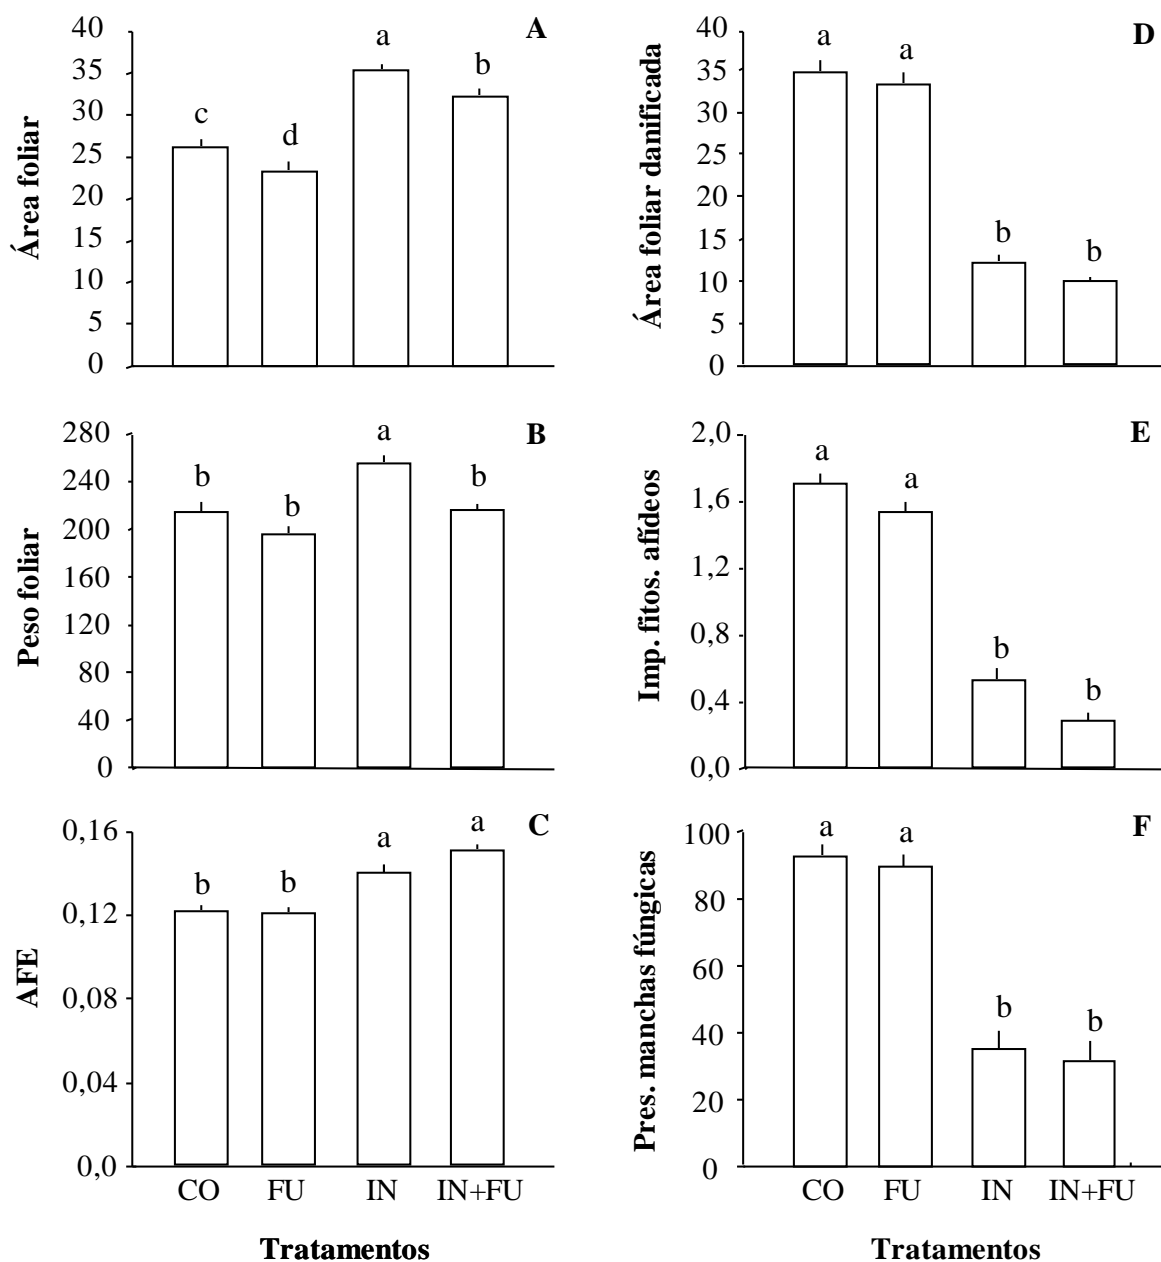 A
Área foliar
40
35
30
25
20
15
10
5
0
c
d
a
b
D
Área foliar danificada
40
35
30
25
20
15
10
5
0
a
a
b
b
B
Peso foliar
280
240
200
160
120
80
40
0
b
b
a
b
E
Imp. fitos. afídeos
2,0
1,6
1,2
0,8
0,4
0,0
a
a
b
b
C
AFE
0,16
0,12
0,08
0,04
0,0
b
b
a
a
CO FU IN IN+FU
Tratamentos
F
Pres. manchas fúngicas
100
80
60
40
20
0
a
a
b
b
CO FU IN IN+FU
Tratamentos